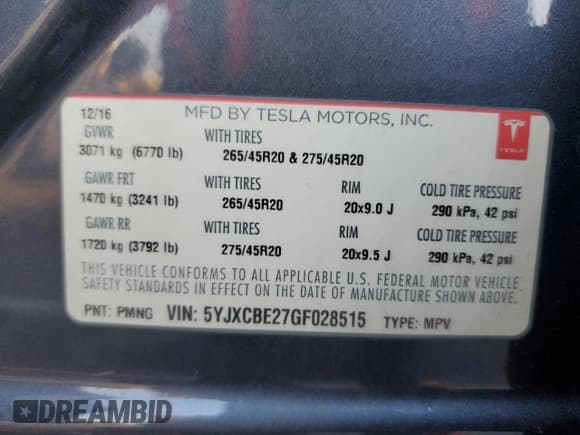 12/16 MFD BY TESLA MOTORS, INC.
GVWR WITH TIRES
3071 kg (6770 lb) 265/45R20 & 275/45R20
TESLA
GAWR FRT WITH TIRES RIM COLD TIRE PRESSURE
1470 kg (3241 lb) 265/45R20 20x9.0 J 290 kPa, 42 psi
GAWR RR WITH TIRES RIM COLD TIRE PRESSURE
1720 kg (3792 lb) 275/45R20 20x9.5 J 290 kPa, 42 psi
THIS VEHICLE CONFORMS TO ALL APPLICABLE U.S. FEDERAL MOTOR VEHICLE
SAFETY STANDARDS IN EFFECT ON THE DATE OF MANUFACTURE SHOWN ABOVE.
PNT: PMNG VIN: 5YJXCBE27GF028515 TYPE: MPV
DREAMBID